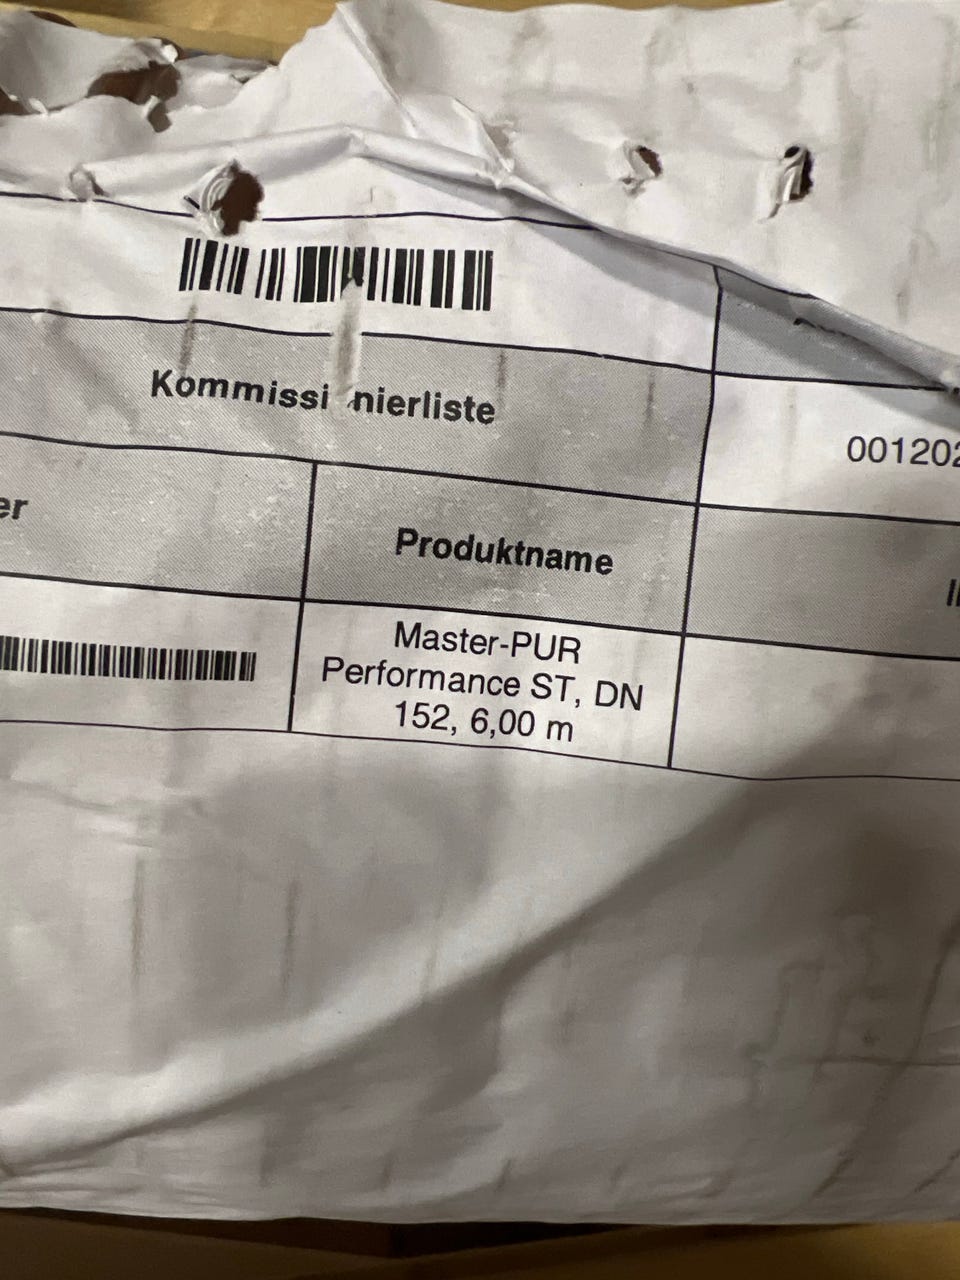 Kommissi nierliste
001202
er
Produktname
Master-PUR
Performance ST, DN
152, 6,00 m